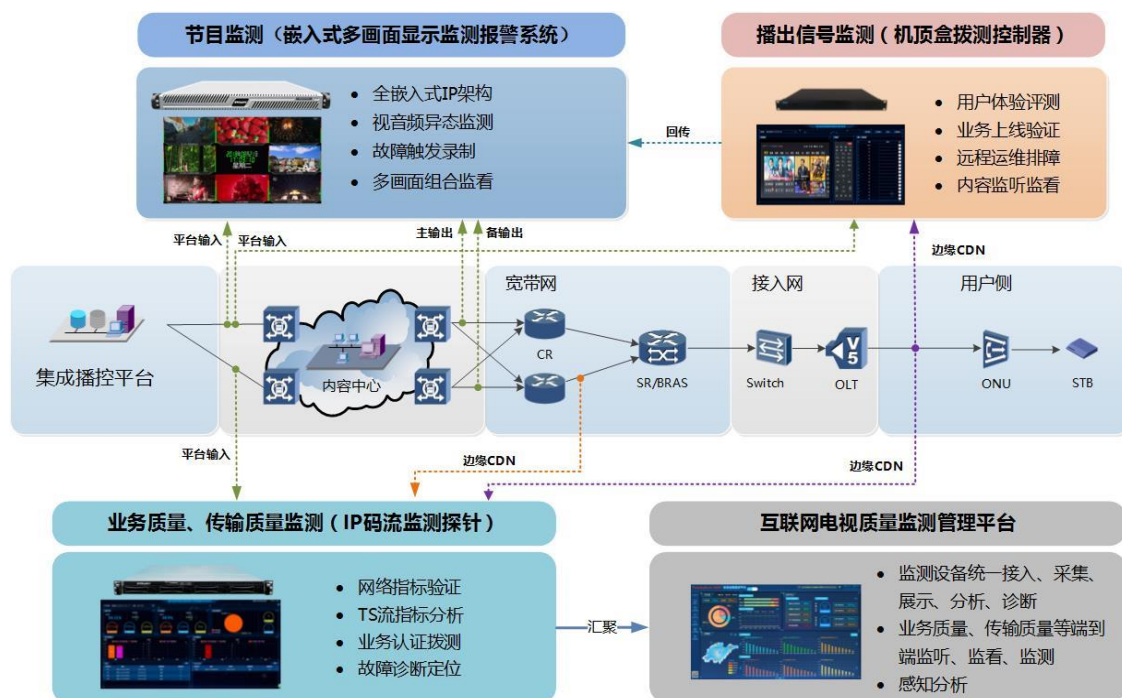 节目监测（嵌入式多画面显示监测报警系统）
播出信号监测（机顶盒拨测控制器）
• 全嵌入式IP架构
• 视音频异态监测
• 故障触发录制
• 多画面组合监看
星期二
回传
• 用户体验评测
• 业务上线验证
• 远程运维排障
• 内容监听监看
平台输入
平台输入
主输出
备输出
边缘CDN
宽带网
接入网
用户侧
集成播控平台
内容中心
CR
SR/BRAS
Switch
V5
OLT
ONU
STB
平台输入
边缘CDN
边缘CDN
业务质量、传输质量监测（IP码流监测探针）
互联网电视质量监测管理平台
• 网络指标验证
• TS流指标分析
• 业务认证拨测
• 故障诊断定位
汇聚
• 监测设备统一接入、采集、
展示、分析、诊断
• 业务质量、传输质量等端到
端监听、监看、监测
• 感知分析